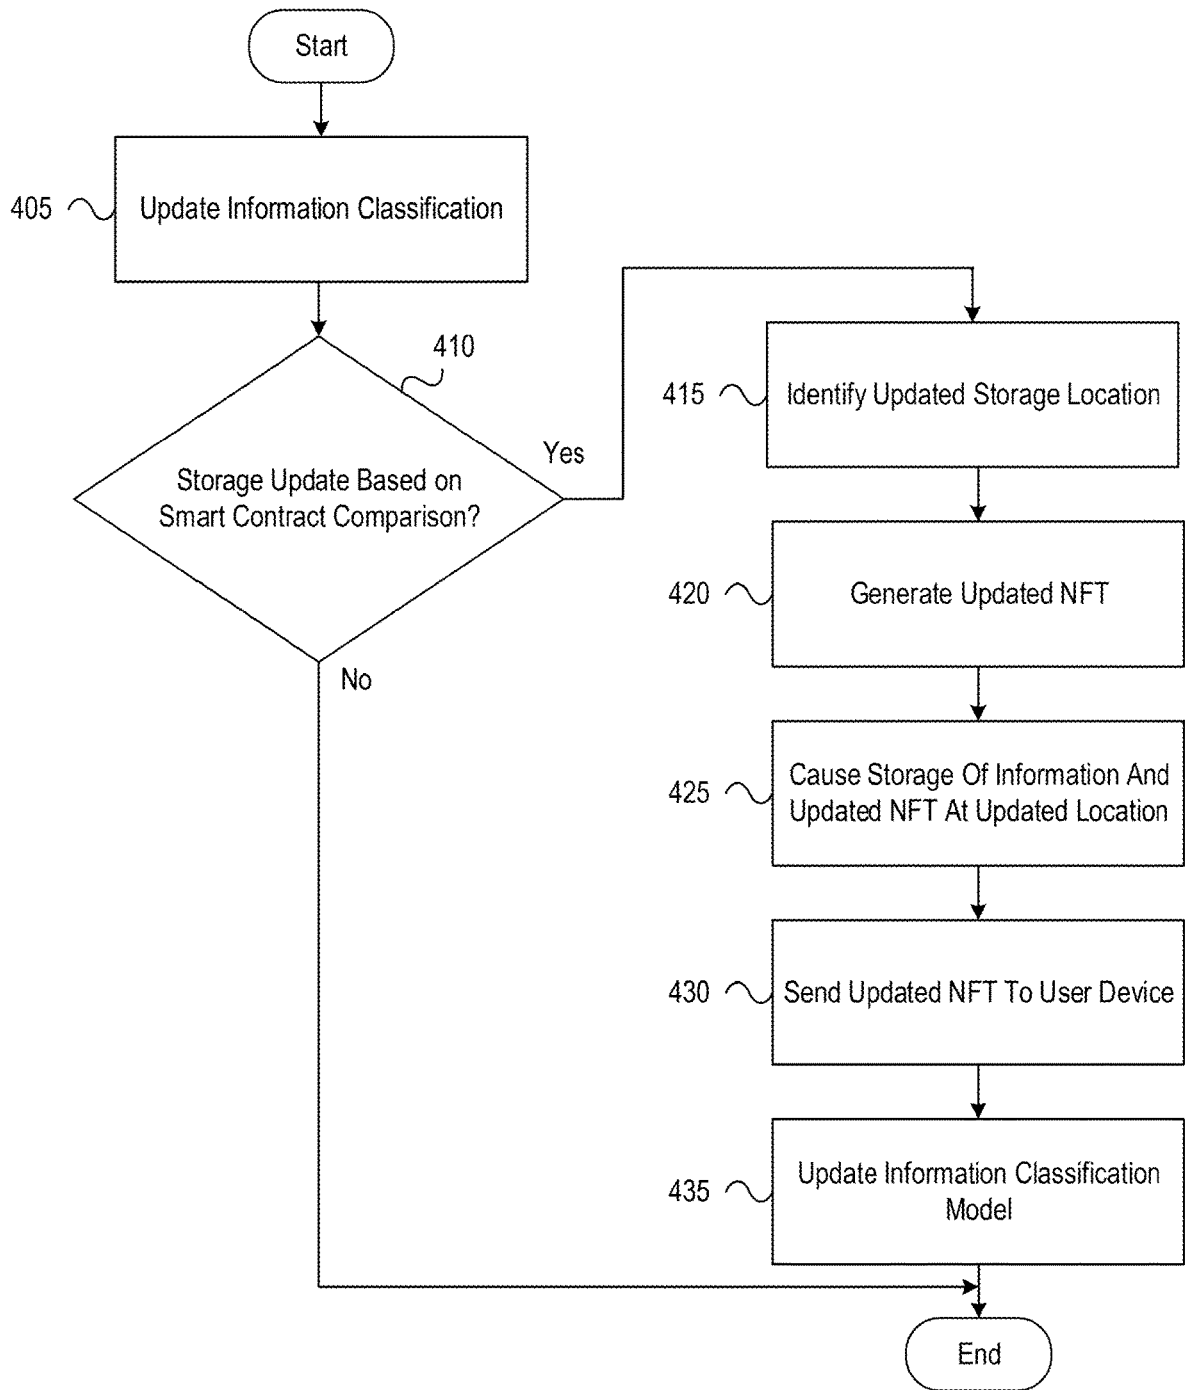 Start
405
Update Information Classification
410
Storage Update Based on
Smart Contract Comparison?
Yes
No
415
Identify Updated Storage Location
420
Generate Updated NFT
425
Cause Storage Of Information And
Updated NFT At Updated Location
430
Send Updated NFT To User Device
435
Update Information Classification
Model
End